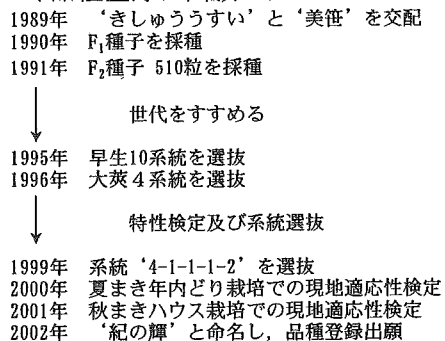 1989年 ‘きしゅううすい’と‘美笹’を交配
1990年 F₁種子を採種
1991年 F₂種子 510粒を採種
世代をすすめる
1995年 早生10系統を選抜
1996年 大莢4系統を選抜
特性検定及び系統選抜
1999年 系統‘4-1-1-1-2’を選抜
2000年 夏まき年内どり栽培での現地適応性検定
2001年 秋まきハウス栽培での現地適応性検定
2002年 ‘紀の輝’と命名し，品種登録出願